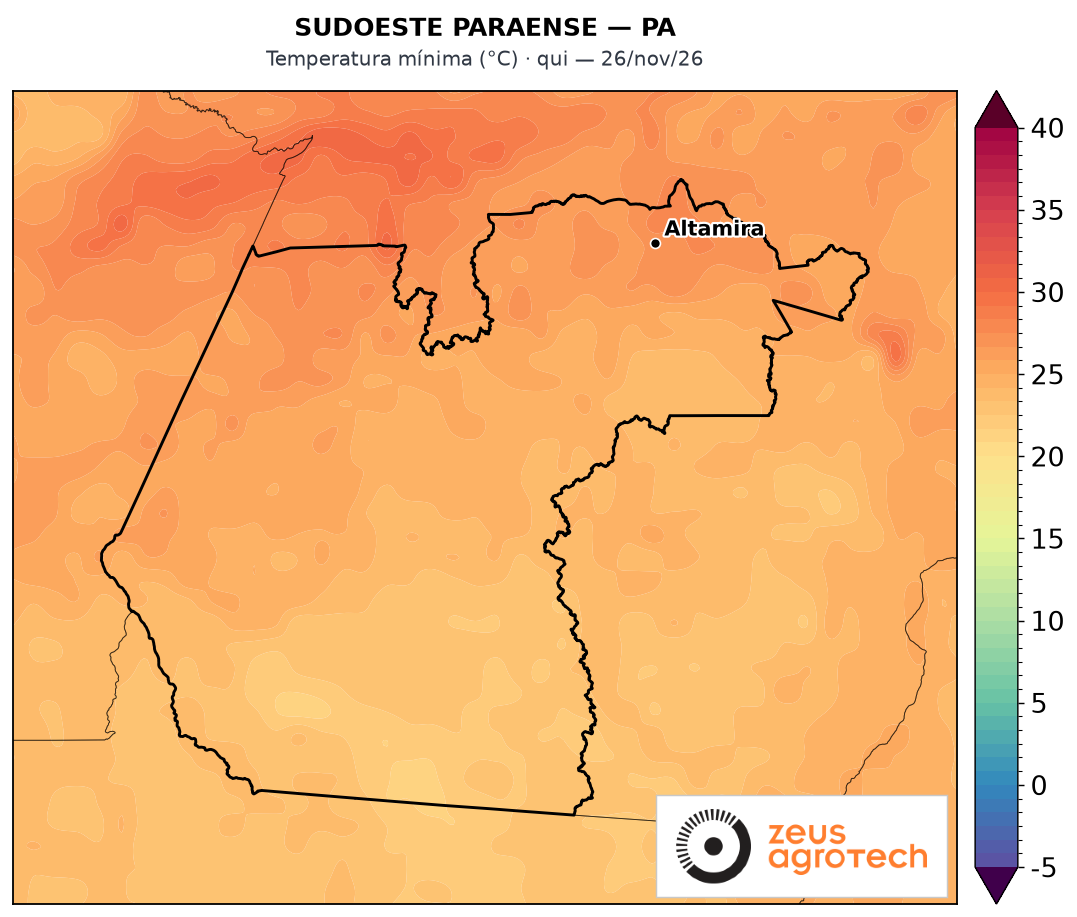 SUDOESTE PARAENSE — PA
Temperatura mínima (°C) · qui — 26/nov/26
Altamira
40
35
30
25
20
15
10
5
0
-5
zeus
agrotech